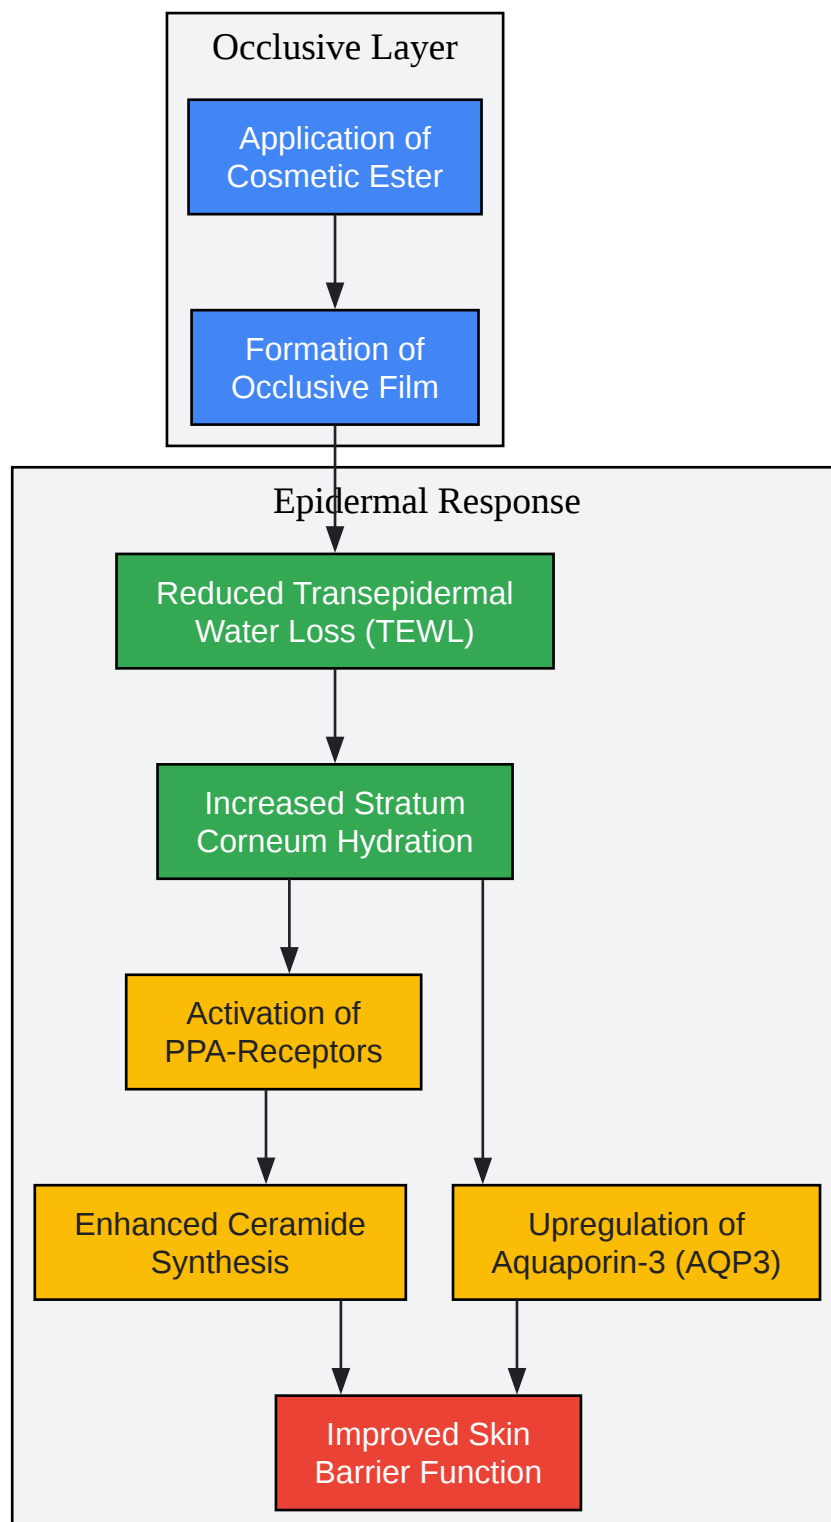 Occlusive Layer
Application of
Cosmetic Ester
Formation of
Occlusive Film
Epidermal Response
Reduced Transepidermal
Water Loss (TEWL)
Increased Stratum
Corneum Hydration
Activation of
PPA-Receptors
Enhanced Ceramide
Synthesis
Upregulation of
Aquaporin-3 (AQP3)
Improved Skin
Barrier Function